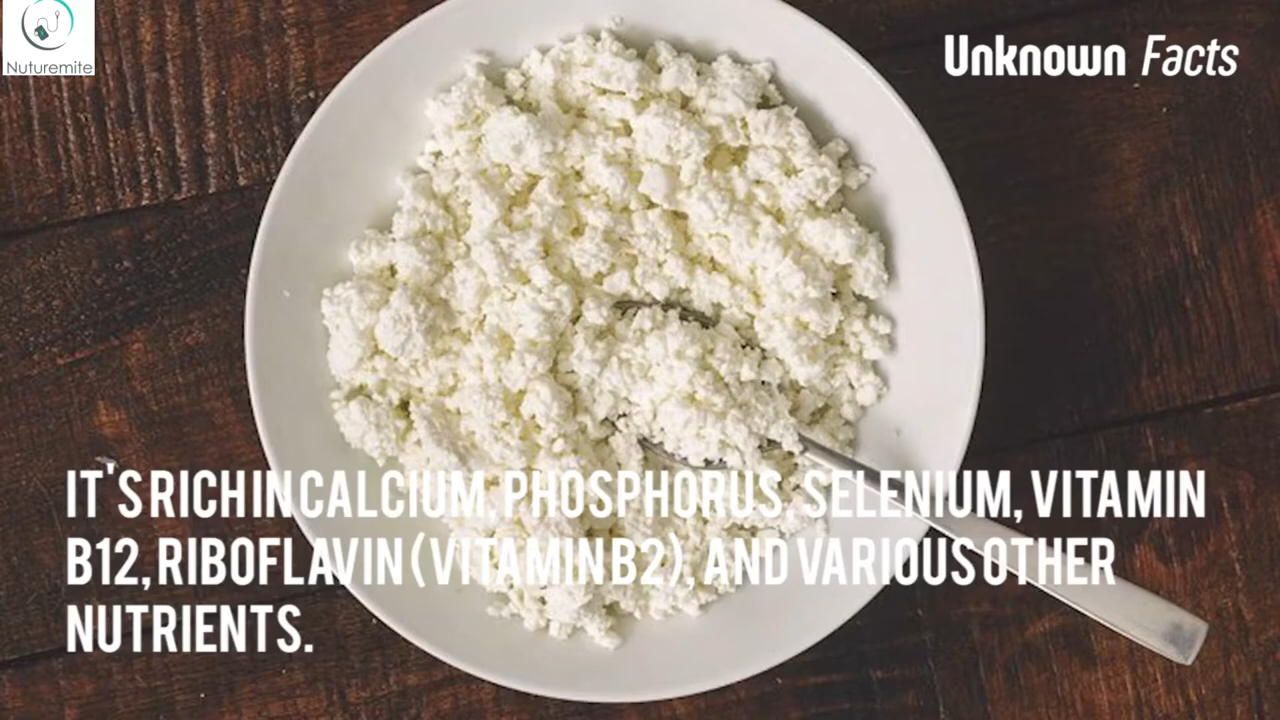 Nuturemite
Unknown Facts
IT'S RICH IN CALCIUM, PHOSPHORUS, SELENIUM, VITAMIN
B12, RIBOFLAVIN (VITAMIN B2), AND VARIOUS OTHER
NUTRIENTS.